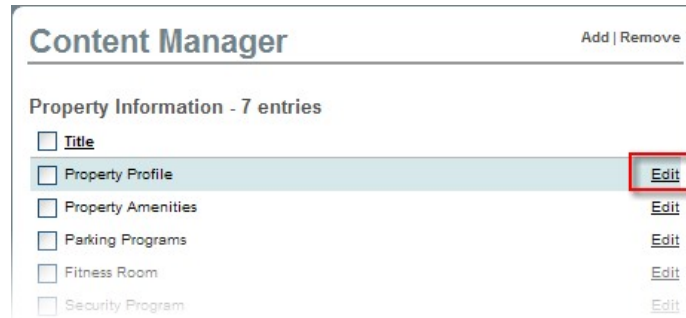 Content Manager Add | Remove
Property Information - 7 entries
Title
Property Profile Edit
Property Amenities Edit
Parking Programs Edit
Fitness Room Edit
Security Program Edit